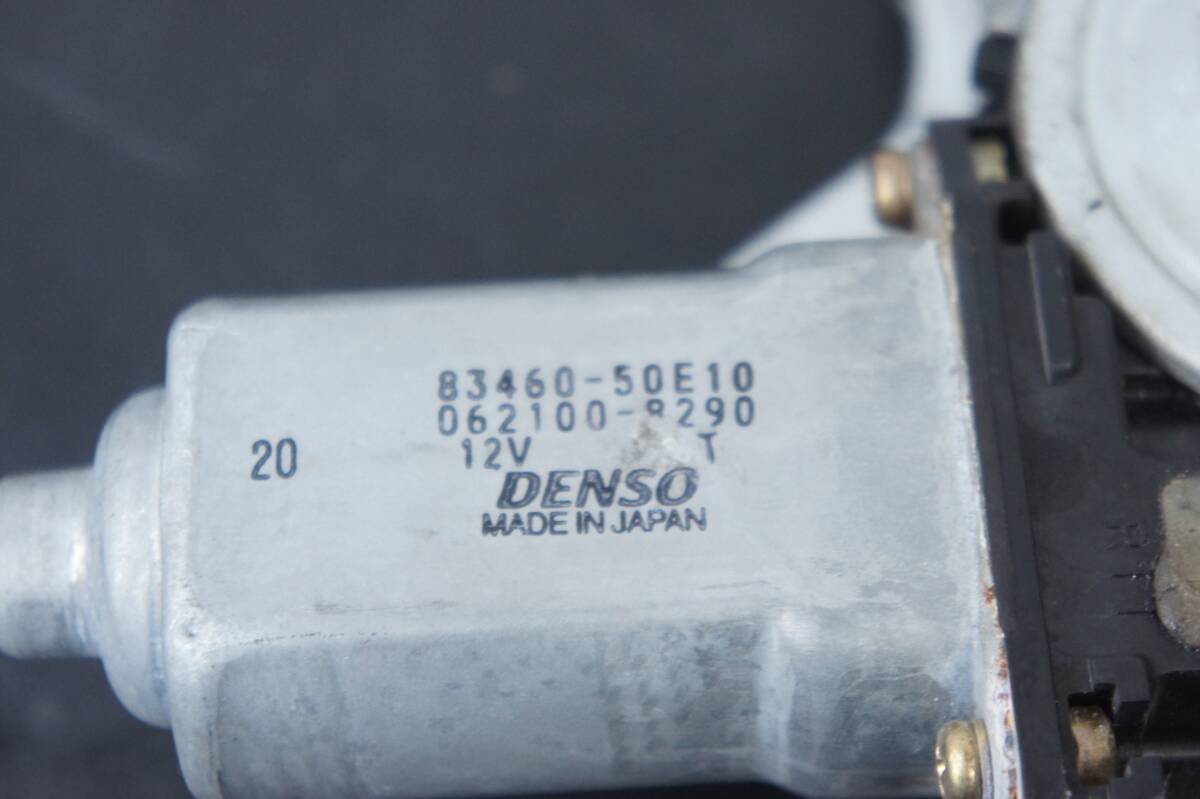 83460-50E10
062100-8290
12V T
20
DENSO
MADE IN JAPAN